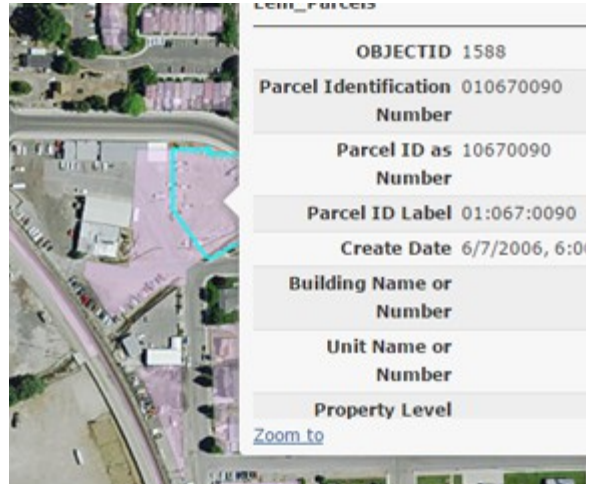 OBJECTID 1588
Parcel Identification 010670090
Number
Parcel ID as 10670090
Number
Parcel ID Label 01:067:0090
Create Date 6/7/2006, 6:0
Building Name or
Number
Unit Name or
Number
Property Level
Zoom to